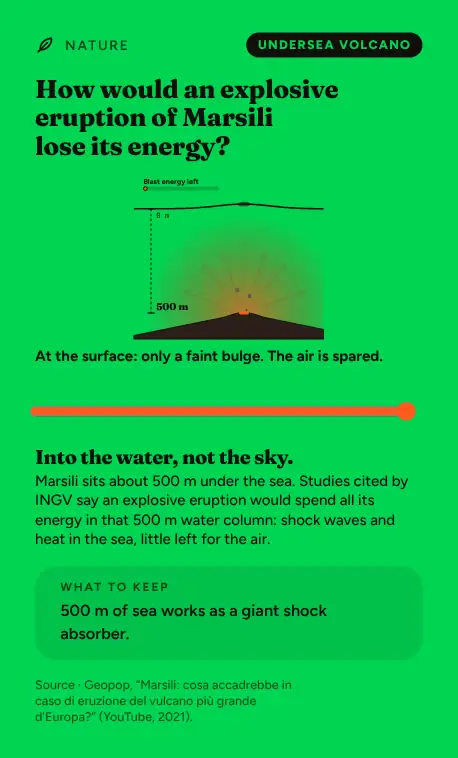 NATURE
UNDERSEA VOLCANO
How would an explosive
eruption of Marsili
lose its energy?
Blast energy left
500 m
At the surface: only a faint bulge. The air is spared.
Into the water, not the sky.
Marsili sits about 500 m under the sea. Studies cited by
INGV say an explosive eruption would spend all its
energy in that 500 m water column: shock waves and
heat in the sea, little left for the air.
WHAT TO KEEP
500 m of sea works as a giant shock
absorber.
Source · Geopop, “Marsili: cosa accadrebbe in
caso di eruzione del vulcano più grande
d’Europa?” (YouTube, 2021).